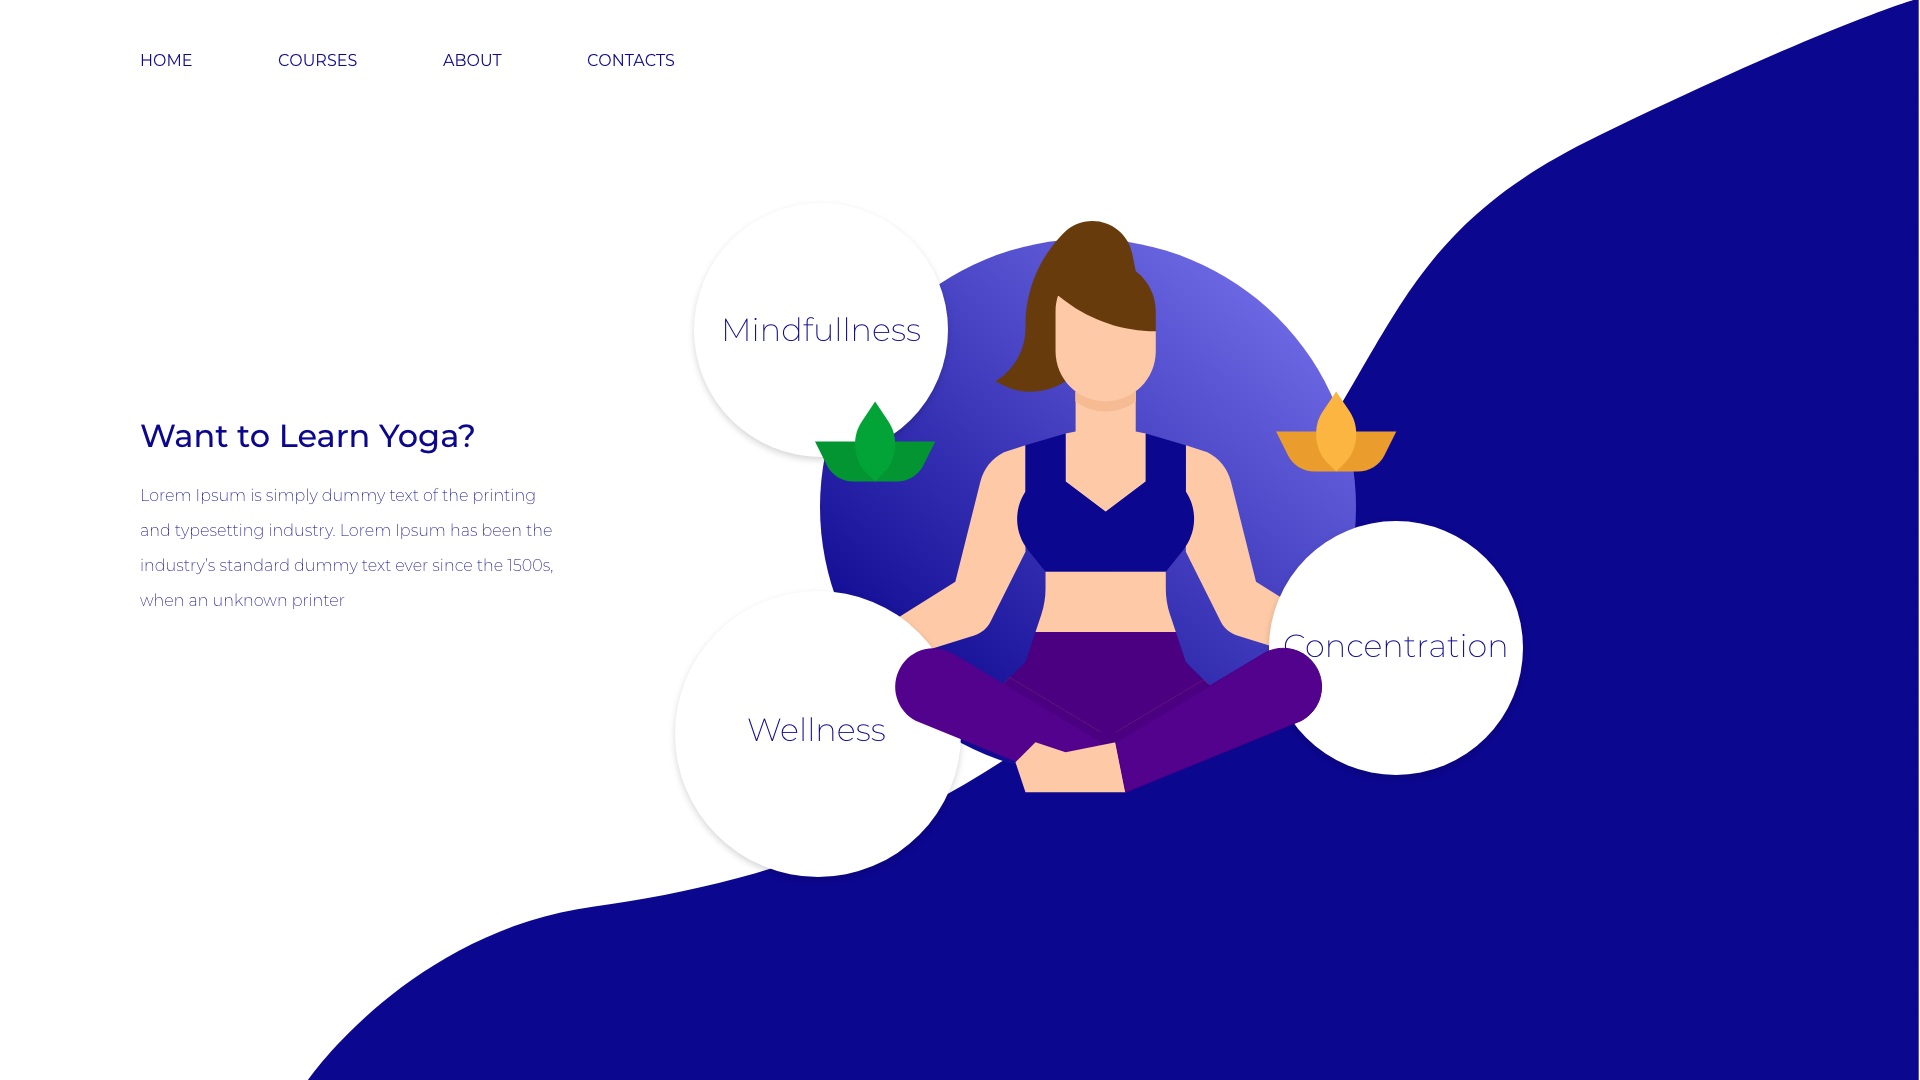 HOME COURSES ABOUT CONTACTS
Mindfullness
Want to Learn Yoga?
Lorem Ipsum is simply dummy text of the printing
and typesetting industry. Lorem Ipsum has been the
industry's standard dummy text ever since the 1500s,
when an unknown printer
Concentration
Wellness